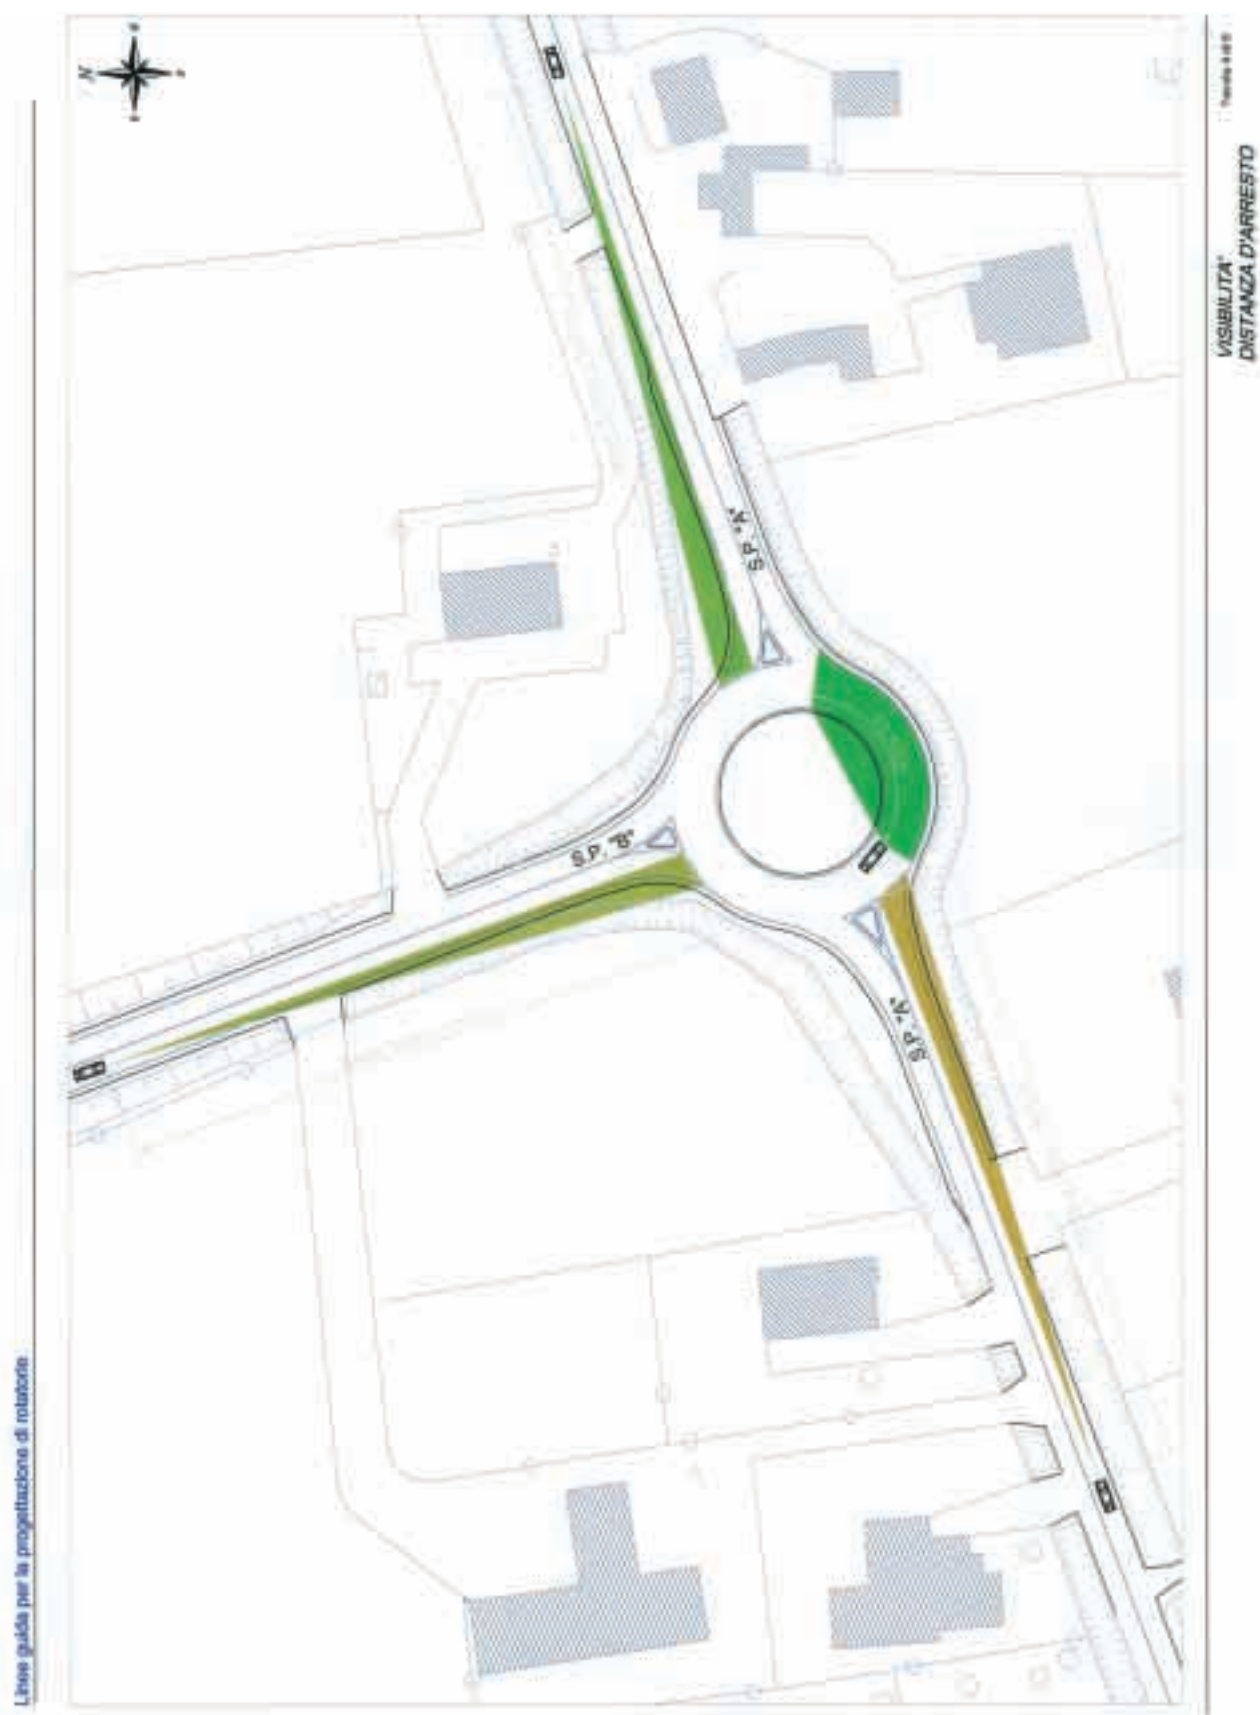 Linee guida per la progettazione di rotatorie
N
S.P. "B"
S.P. "A"
S.P. "A"
VISIBILITA'
DISTANZA D'ARRESTO